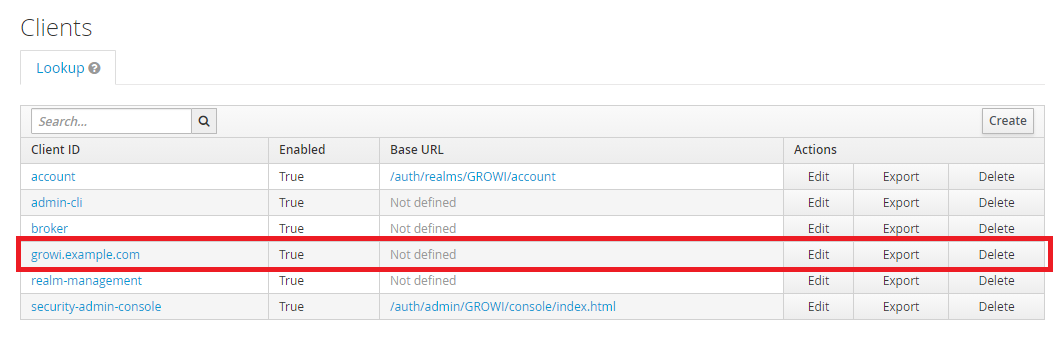 Clients
Lookup
Search...
Create
Client ID Enabled Base URL Actions
account True /auth/realms/GROWI/account Edit Export Delete
admin-cli True Not defined Edit Export Delete
broker True Not defined Edit Export Delete
growi.example.com True Not defined Edit Export Delete
realm-management True Not defined Edit Export Delete
security-admin-console True /auth/admin/GROWI/console/index.html Edit Export Delete